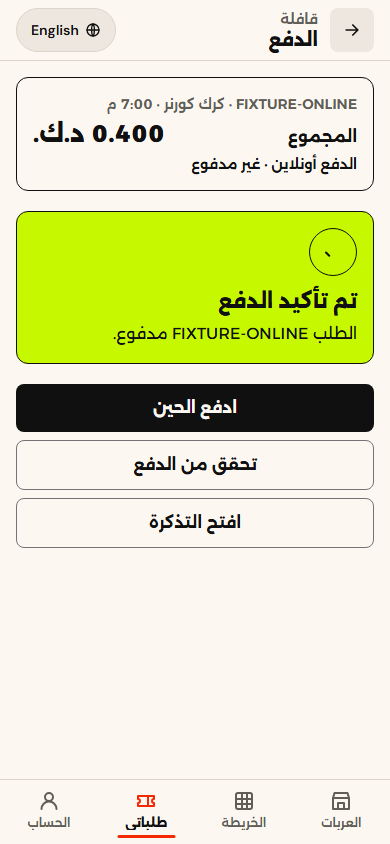 قافلة
الدفع
English
FIXTURE-ONLINE · كرك كورنر · 7:00 م
المجموع 0.400 د.ك.
الدفع أونلاين · غير مدفوع
تم تأكيد الدفع
الطلب FIXTURE-ONLINE مدفوع.
ادفع الحين
تحقق من الدفع
افتح التذكرة
العربات
الخريطة
طلباتي
الحساب